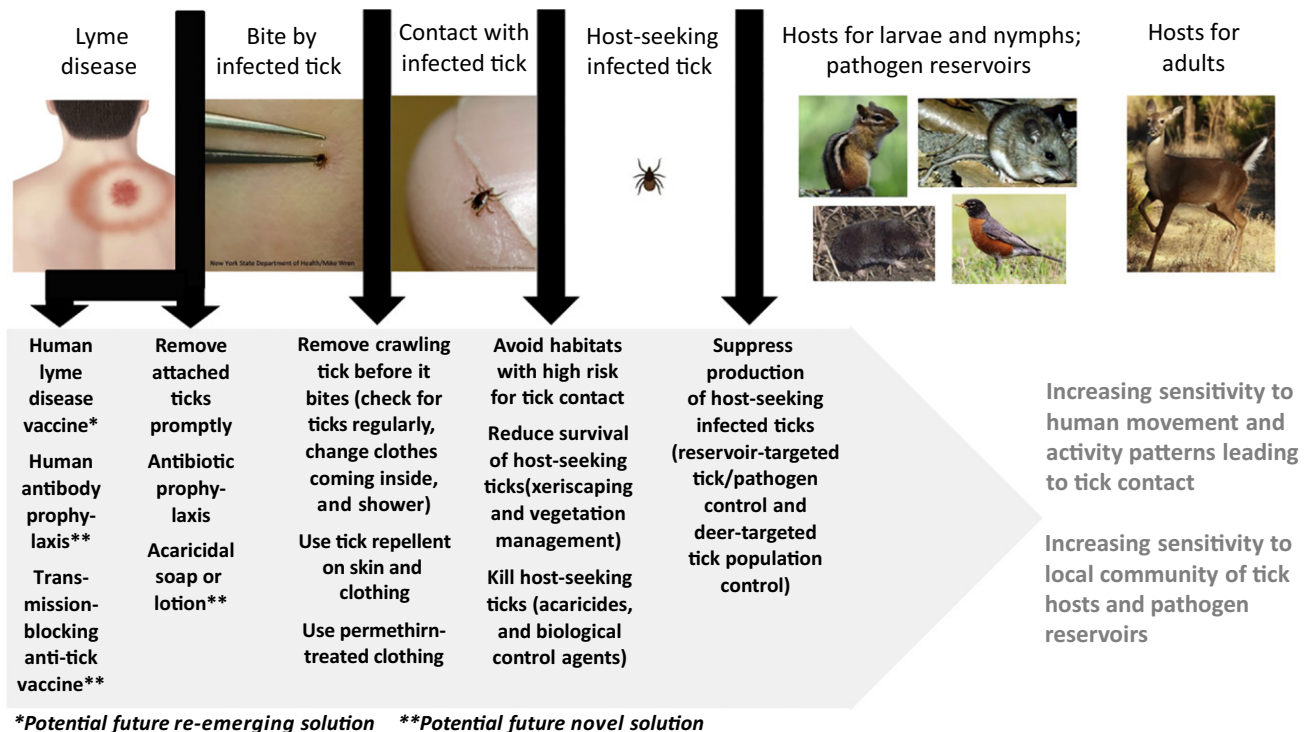 Lyme
disease
Bite by
infected tick
Contact with
infected tick
Host-seeking
infected tick
Hosts for larvae and nymphs;
pathogen reservoirs
Hosts for
adults
New York State Department of Health/Mike Wren
Human
lyme
disease
vaccine*
Human
antibody
prophy-
laxis**
Trans-
mission-
blocking
anti-tick
vaccine**
Remove
attached
ticks
promptly
Antibiotic
prophy-
laxis
Acaricidal
soap or
lotion**
Remove crawling
tick before it
bites (check for
ticks regularly,
change clothes
coming inside,
and shower)
Use tick repellent
on skin and
clothing
Use permethirn-
treated clothing
Avoid habitats
with high risk
for tick contact
Reduce survival
of host-seeking
ticks(xeriscaping
and vegetation
management)
Kill host-seeking
ticks (acaricides,
and biological
control agents)
Suppress
production
of host-seeking
infected ticks
(reservoir-targeted
tick/pathogen
control and
deer-targeted
tick population
control)
Increasing sensitivity to
human movement and
activity patterns leading
to tick contact
Increasing sensitivity to
local community of tick
hosts and pathogen
reservoirs
*Potential future re-emerging solution **Potential future novel solution